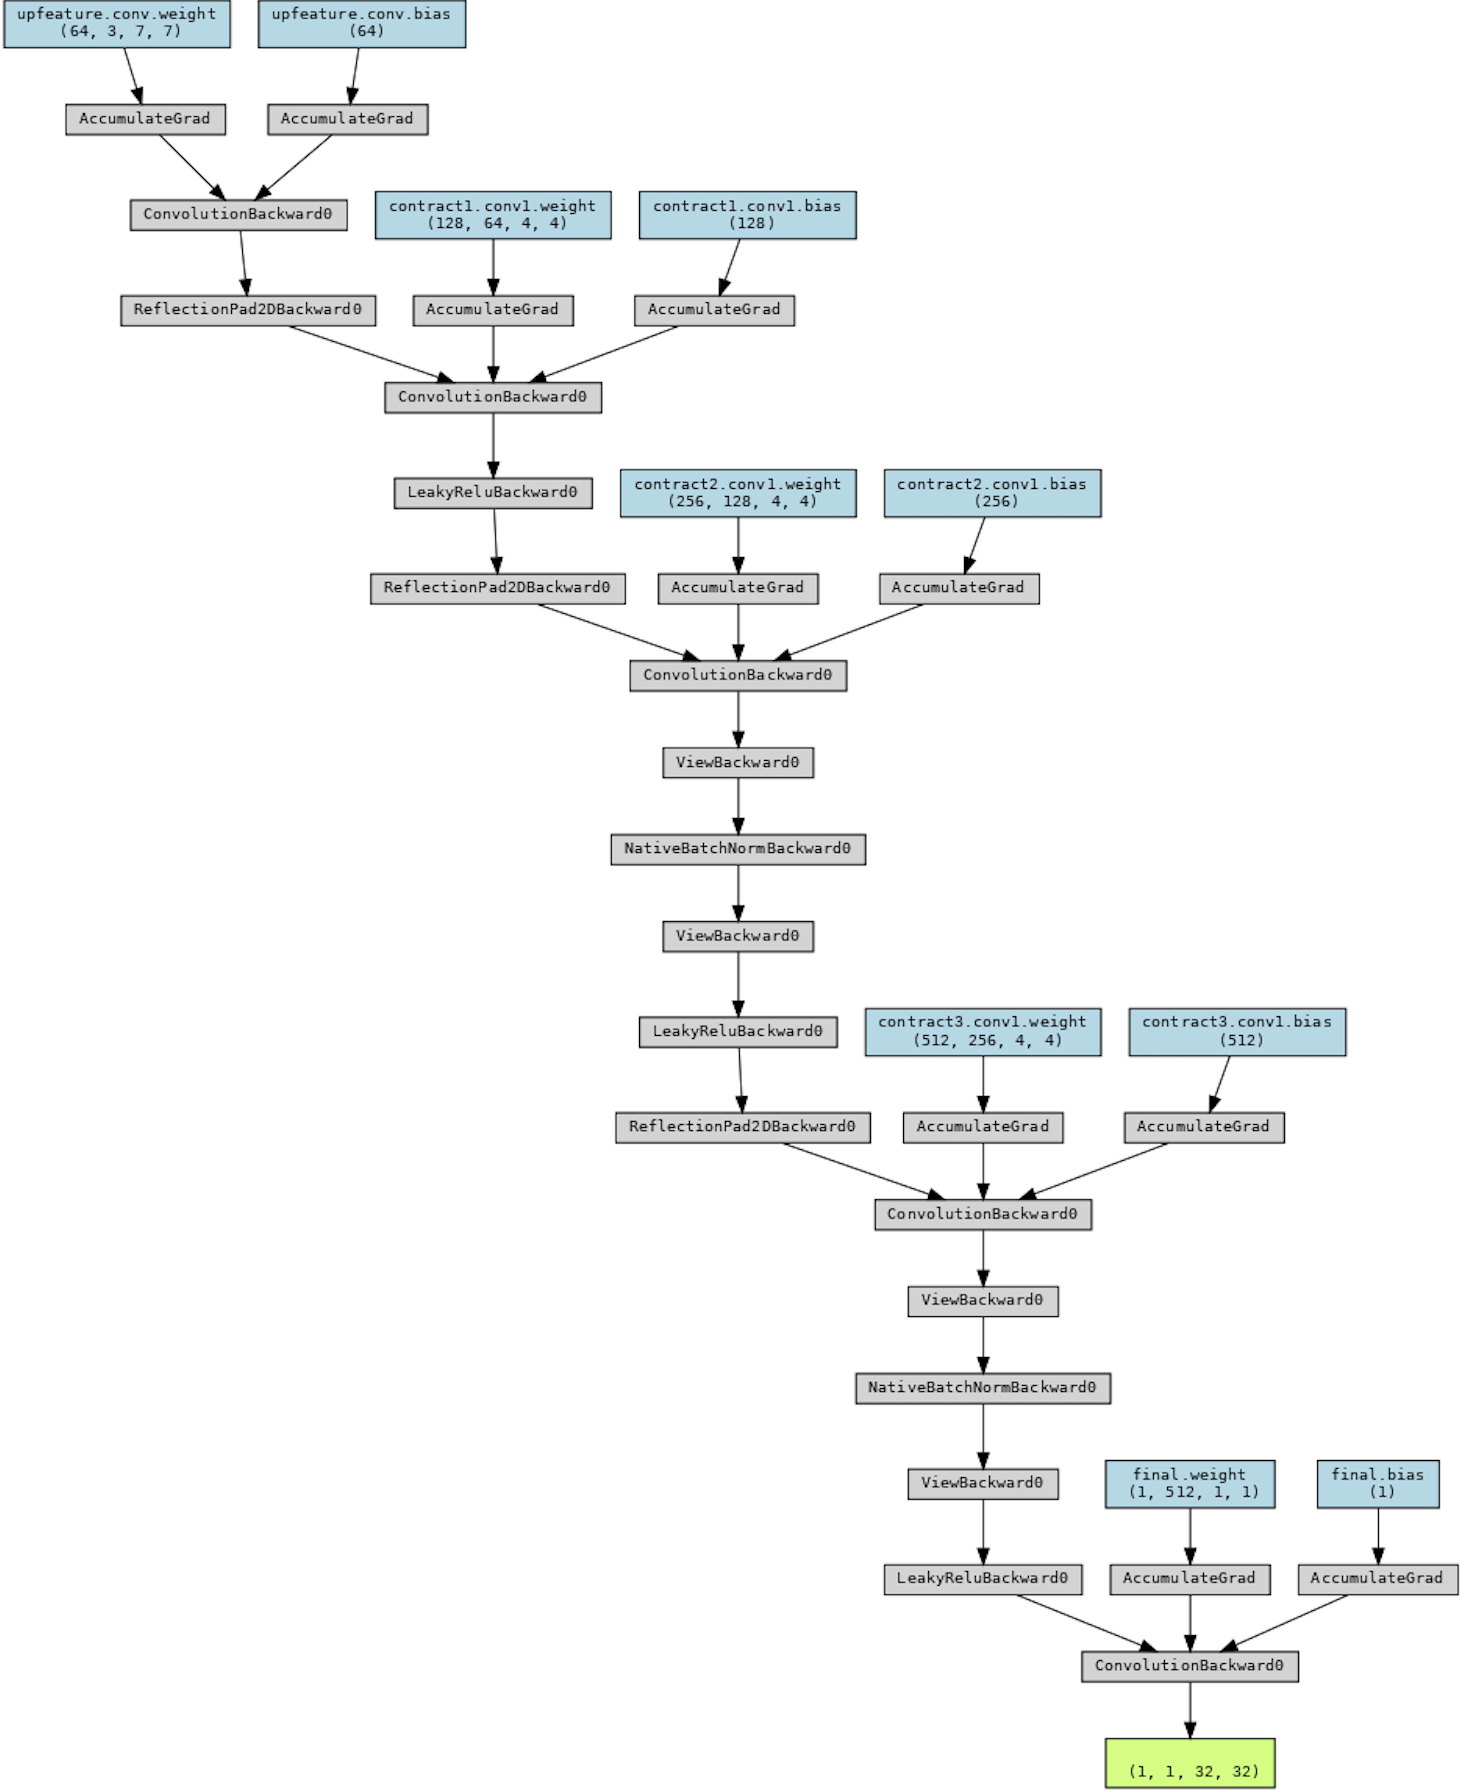 upfeature.conv.weight
(64, 3, 7, 7)
upfeature.conv.bias
(64)
AccumulateGrad
AccumulateGrad
ConvolutionBackward0
contract1.conv1.weight
(128, 64, 4, 4)
contract1.conv1.bias
(128)
ReflectionPad2DBackward0
AccumulateGrad
AccumulateGrad
ConvolutionBackward0
LeakyReluBackward0
contract2.conv1.weight
(256, 128, 4, 4)
contract2.conv1.bias
(256)
ReflectionPad2DBackward0
AccumulateGrad
AccumulateGrad
ConvolutionBackward0
ViewBackward0
NativeBatchNormBackward0
ViewBackward0
LeakyReluBackward0
contract3.conv1.weight
(512, 256, 4, 4)
contract3.conv1.bias
(512)
ReflectionPad2DBackward0
AccumulateGrad
AccumulateGrad
ConvolutionBackward0
ViewBackward0
NativeBatchNormBackward0
ViewBackward0
final.weight
(1, 512, 1, 1)
final.bias
(1)
LeakyReluBackward0
AccumulateGrad
AccumulateGrad
ConvolutionBackward0
(1, 1, 32, 32)